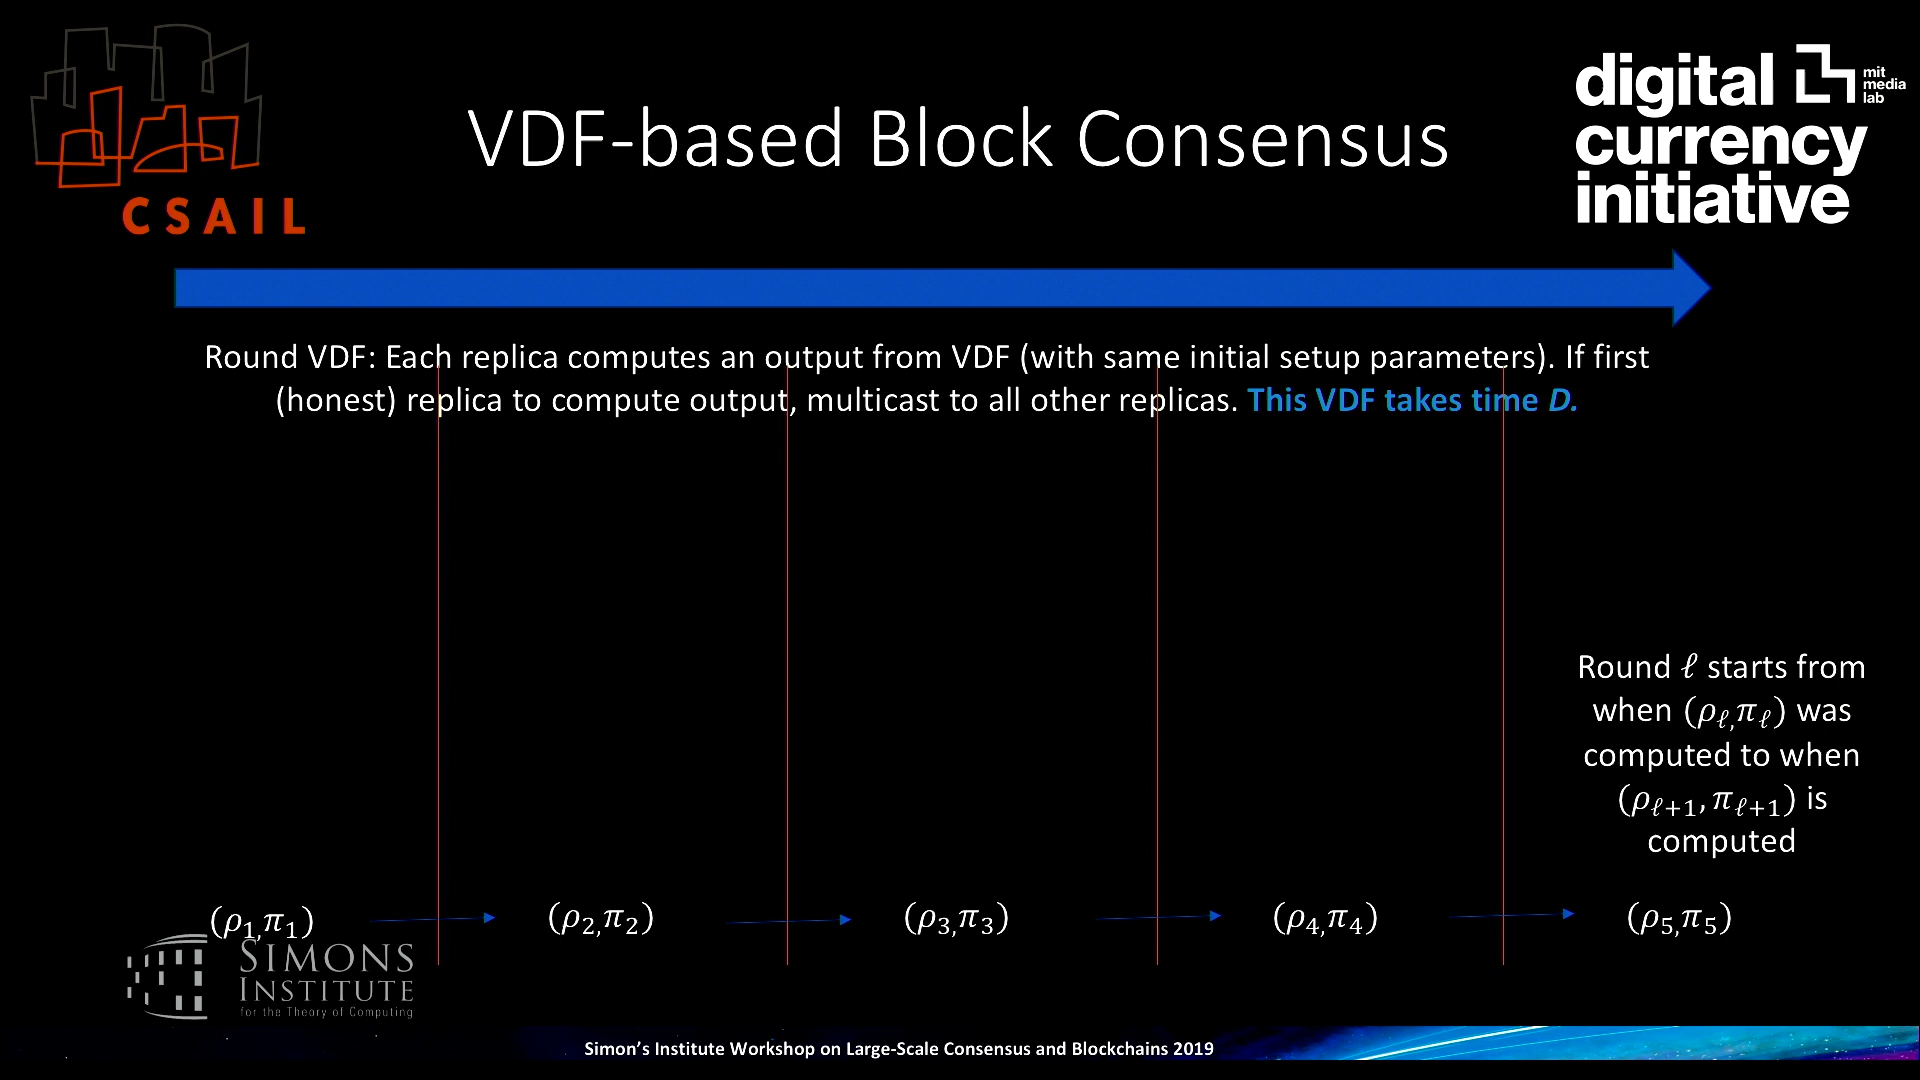 CSAIL
VDF-based Block Consensus
digital
currency
initiative
mit
media
lab
Round VDF: Each replica computes an output from VDF (with same initial setup parameters). If first
(honest) replica to compute output, multicast to all other replicas. This VDF takes time D.
Round ℓ starts from
when (ρ_ℓ,π_ℓ) was
computed to when
(ρ_{ℓ+1}, π_{ℓ+1}) is
computed
(ρ₁,π₁)
(ρ₂,π₂)
(ρ₃,π₃)
(ρ₄,π₄)
(ρ₅,π₅)
SIMONS
INSTITUTE
for the Theory of Computing
Simon’s Institute Workshop on Large-Scale Consensus and Blockchains 2019